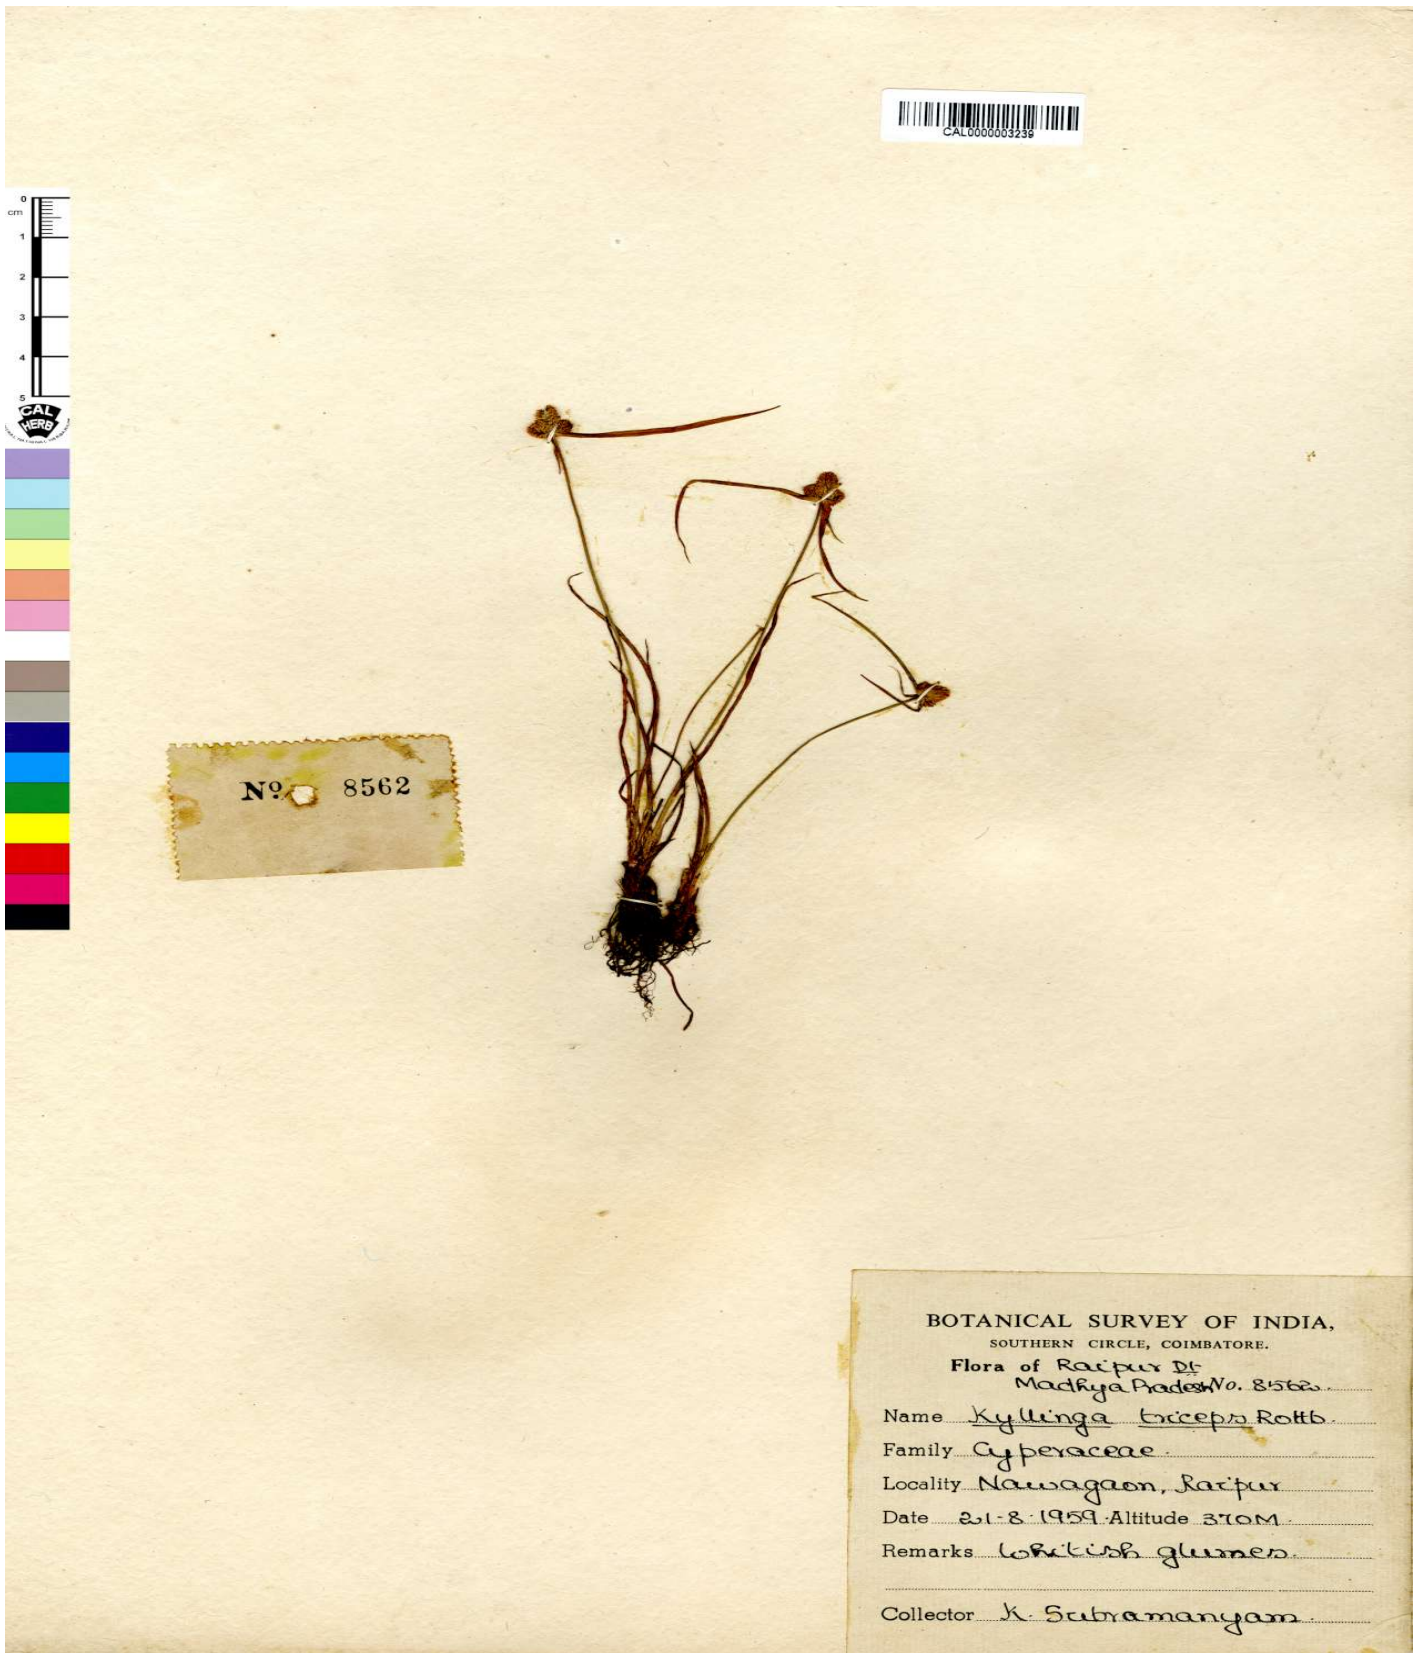 CAL0000003239
0
cm
1
2
3
4
5
CAL
HERB
No 8562
BOTANICAL SURVEY OF INDIA,
SOUTHERN CIRCLE, COIMBATORE.
Flora of Raipur Dt
Madhya Pradesh No. 8562
Name Kyllinga triceps Rottb.
Family Cyperaceae
Locality Nawagaon, Raipur
Date 21-8-1959 Altitude 370M
Remarks Whitish glumes
Collector K. Subramanyam